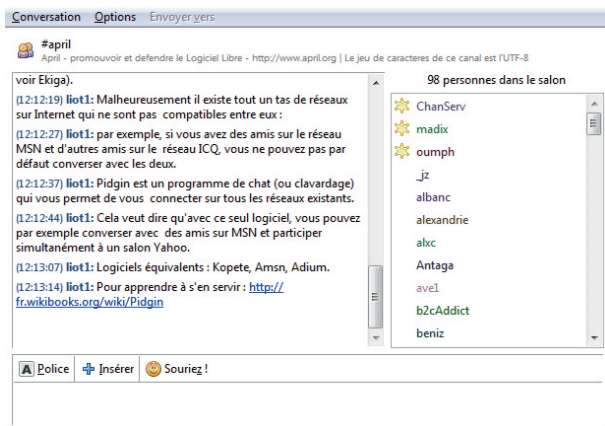 Conversation Options Envoyer vers
#april
April - promouvoir et defendre le Logiciel Libre - http://www.april.org | Le jeu de caracteres de ce canal est l'UTF-8
voir Ekiga).
(12:12:19) liot1: Malheureusement il existe tout un tas de réseaux
sur Internet qui ne sont pas compatibles entre eux :
(12:12:27) liot1: par exemple, si vous avez des amis sur le réseau
MSN et d'autres amis sur le réseau ICQ, vous ne pouvez pas par
défaut converser avec les deux.
(12:12:37) liot1: Pidgin est un programme de chat (ou clavardage)
qui vous permet de vous connecter sur tous les réseaux existants.
(12:12:44) liot1: Cela veut dire qu'avec ce seul logiciel, vous pouvez
par exemple converser avec des amis sur MSN et participer
simultanément à un salon Yahoo.
(12:13:07) liot1: Logiciels équivalents : Kopete, Amsn, Adium.
(12:13:14) liot1: Pour apprendre à s'en servir : http://
fr.wikibooks.org/wiki/Pidgin
98 personnes dans le salon
ChanServ
madix
oumph
_jz
albanc
alexandrie
alxc
Antaga
ave1
b2cAddict
beniz
A Police Insérer Souriez !